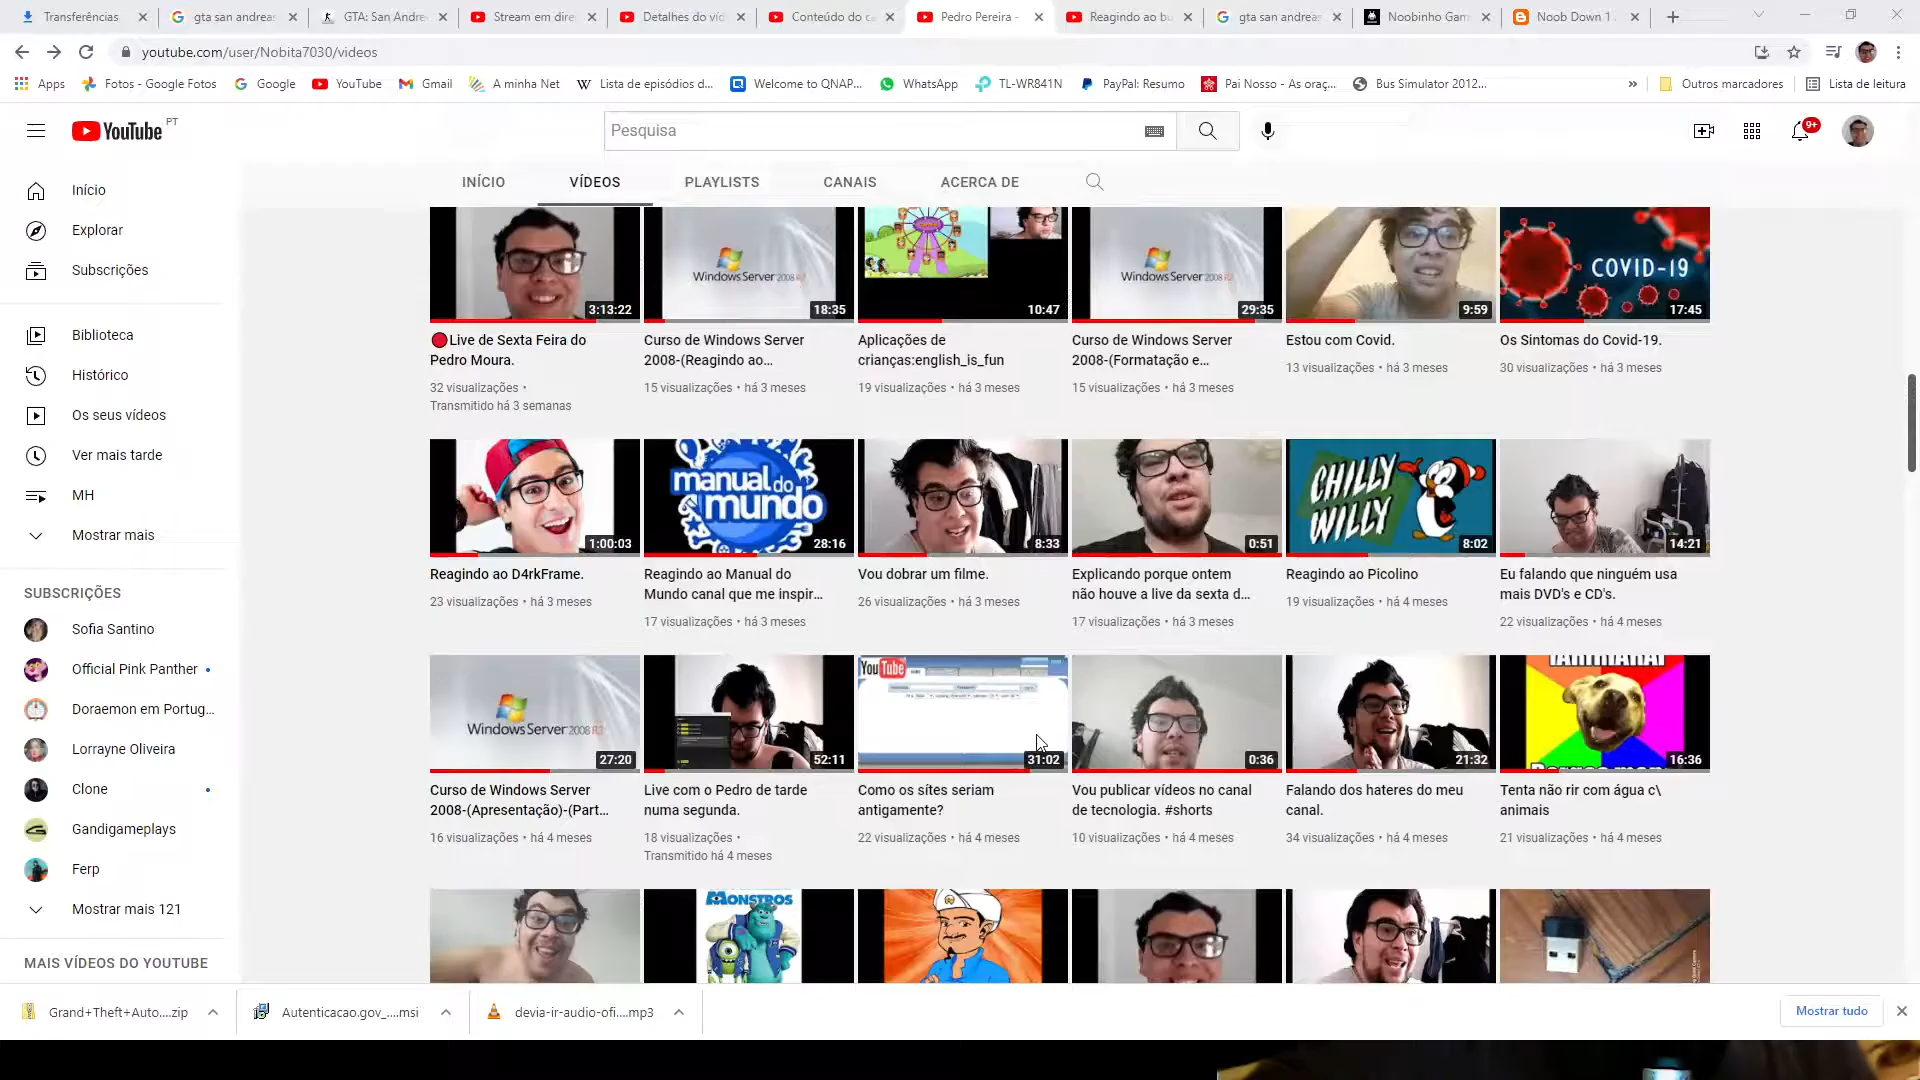 Transferências
gta san andreas
GTA: San Andre
Stream em dire
Detalhes do víd
Conteúdo do ca
Pedro Pereira -
Reagindo ao bu
gta san andreas
Noobinho Gam
Noob Down 1
youtube.com/user/Nobita7030/videos
Apps
Fotos - Google Fotos
Google
YouTube
Gmail
A minha Net
Lista de episódios d...
Welcome to QNAP...
WhatsApp
TL-WR841N
PayPal: Resumo
Pai Nosso - As oraç...
Bus Simulator 2012...
»
Outros marcadores
Lista de leitura
YouTube PT
Pesquisa
9+
INÍCIO
VÍDEOS
PLAYLISTS
CANAIS
ACERCA DE
Início
Explorar
Subscrições
Biblioteca
Histórico
Os seus vídeos
Ver mais tarde
MH
Mostrar mais
SUBSCRIÇÕES
Sofia Santino
Official Pink Panther
Doraemon em Portug...
Lorrayne Oliveira
Clone
Gandigameplays
Ferp
Mostrar mais 121
MAIS VÍDEOS DO YOUTUBE
3:13:22
Live de Sexta Feira do
Pedro Moura.
32 visualizações •
Transmitido há 3 semanas
Windows Server 2008 R2
18:35
Curso de Windows Server
2008-(Reagindo ao...
15 visualizações • há 3 meses
10:47
Aplicações de
crianças:english_is_fun
19 visualizações • há 3 meses
Windows Server 2008 R2
29:35
Curso de Windows Server
2008-(Formatação e...
15 visualizações • há 3 meses
9:59
Estou com Covid.
13 visualizações • há 3 meses
COVID-19
17:45
Os Sintomas do Covid-19.
30 visualizações • há 3 meses
1:00:03
Reagindo ao D4rkFrame.
23 visualizações • há 3 meses
manual do
mundo
28:16
Reagindo ao Manual do
Mundo canal que me inspir...
17 visualizações • há 3 meses
8:33
Vou dobrar um filme.
26 visualizações • há 3 meses
0:51
Explicando porque ontem
não houve a live da sexta d...
17 visualizações • há 3 meses
CHILLY
WILLY
8:02
Reagindo ao Picolino
19 visualizações • há 4 meses
14:21
Eu falando que ninguém usa
mais DVD's e CD's.
22 visualizações • há 4 meses
Windows Server 2008 R2
27:20
Curso de Windows Server
2008-(Apresentação)-(Part...
16 visualizações • há 4 meses
52:11
Live com o Pedro de tarde
numa segunda.
18 visualizações •
Transmitido há 4 meses
YouTube
31:02
Como os sítes seriam
antigamente?
22 visualizações • há 4 meses
0:36
Vou publicar vídeos no canal
de tecnologia. #shorts
10 visualizações • há 4 meses
21:32
Falando dos hateres do meu
canal.
34 visualizações • há 4 meses
16:36
Tenta não rir com água c\
animais
21 visualizações • há 4 meses
MONSTROS
Grand+Theft+Auto....zip
Autenticacao.gov_....msi
devia-ir-audio-ofi....mp3
Mostrar tudo